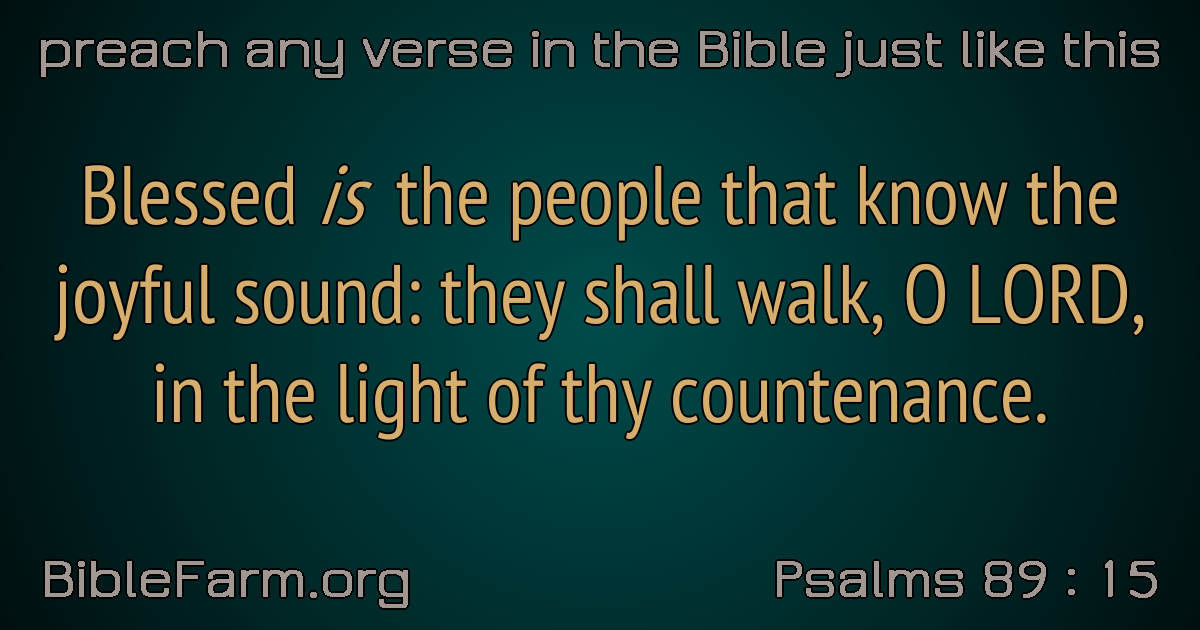 preach any verse in the Bible just like this
Blessed is the people that know the
joyful sound: they shall walk, O LORD,
in the light of thy countenance.
BibleFarm.org
Psalms 89 : 15